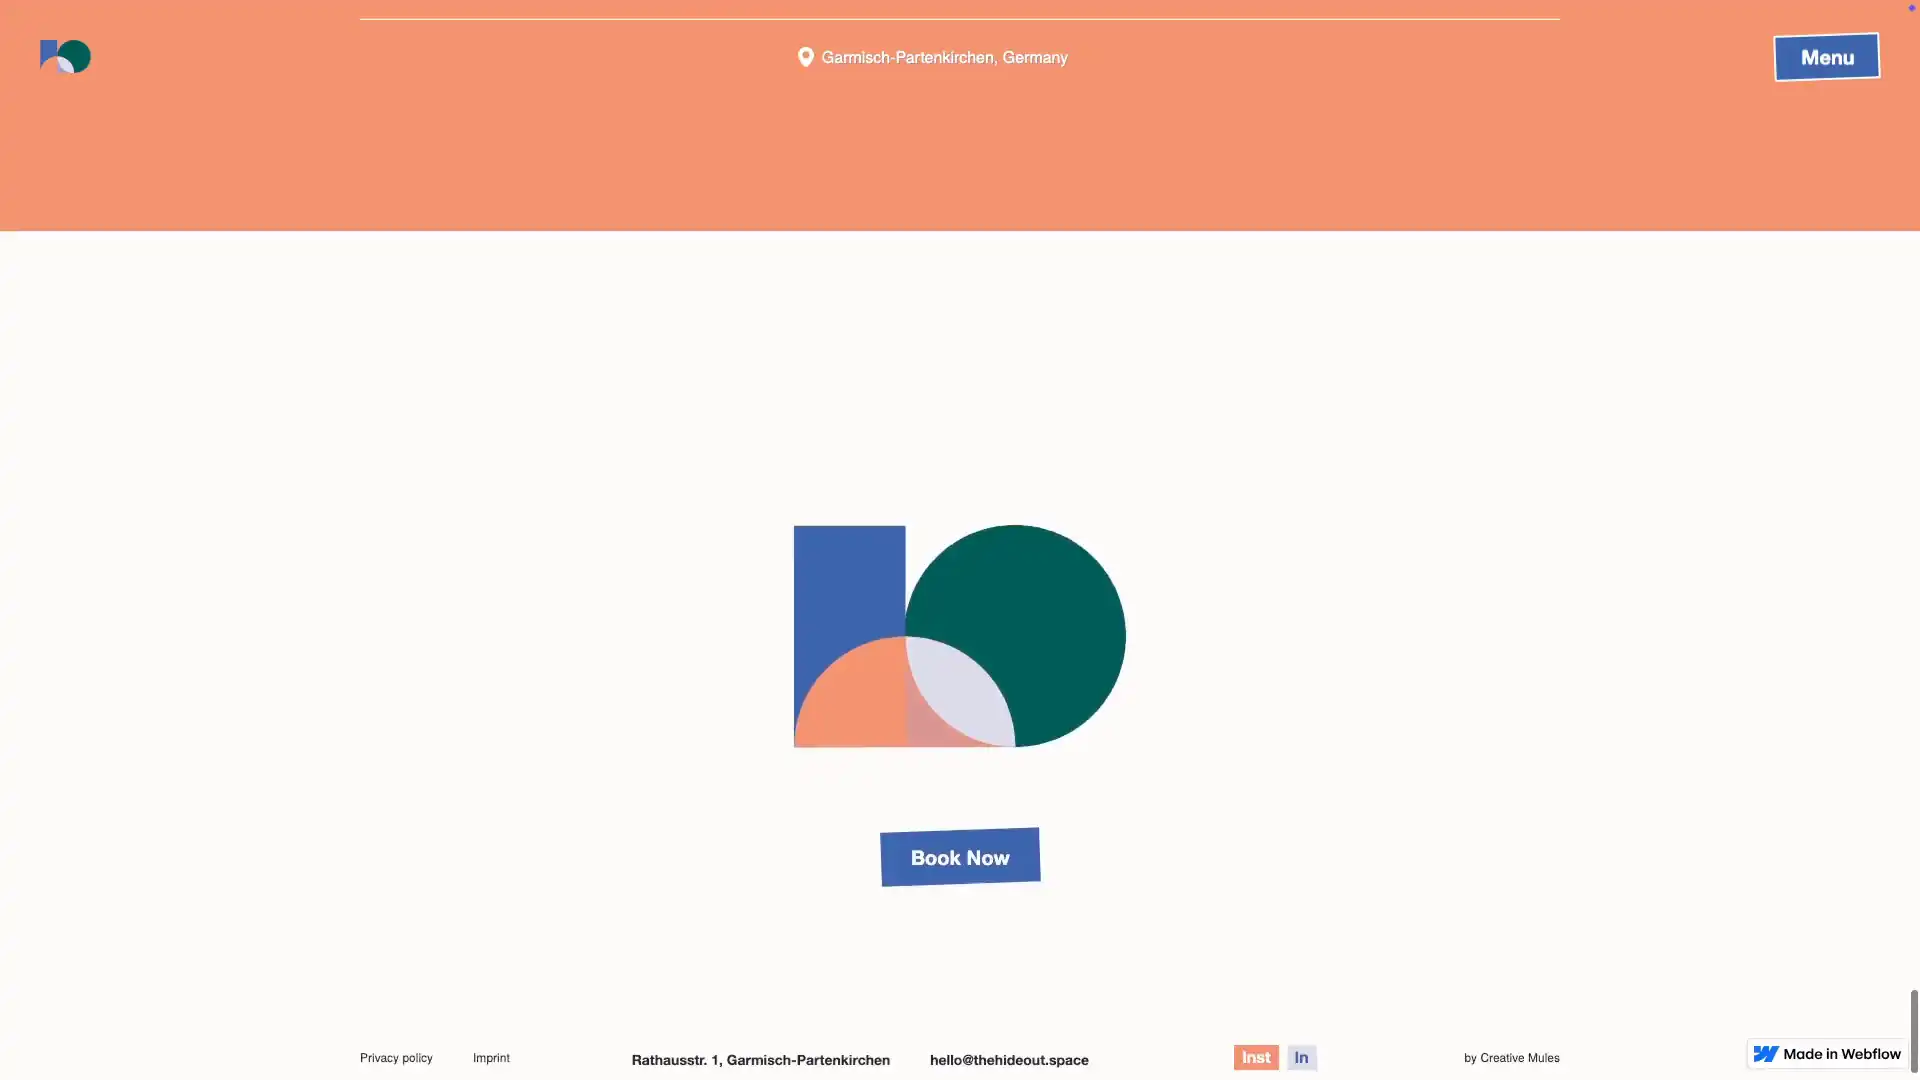 Garmisch-Partenkirchen, Germany
Menu
Book Now
Privacy policy
Imprint
Rathausstr. 1, Garmisch-Partenkirchen
hello@thehideout.space
Inst
In
by Creative Mules
Made in Webflow